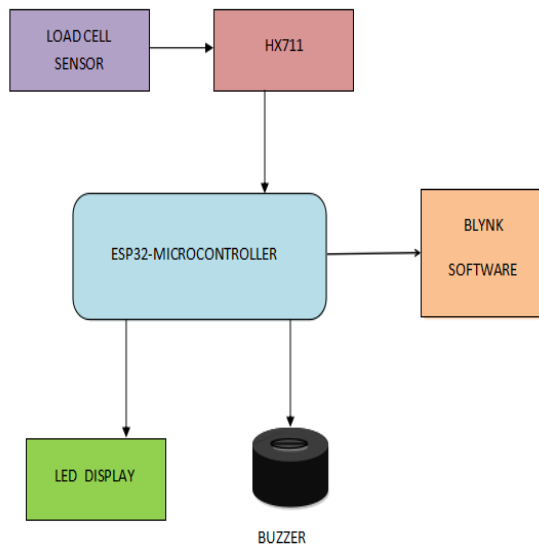 LOAD CELL
SENSOR
HX711
ESP32-MICROCONTROLLER
BLYNK
SOFTWARE
LED DISPLAY
BUZZER